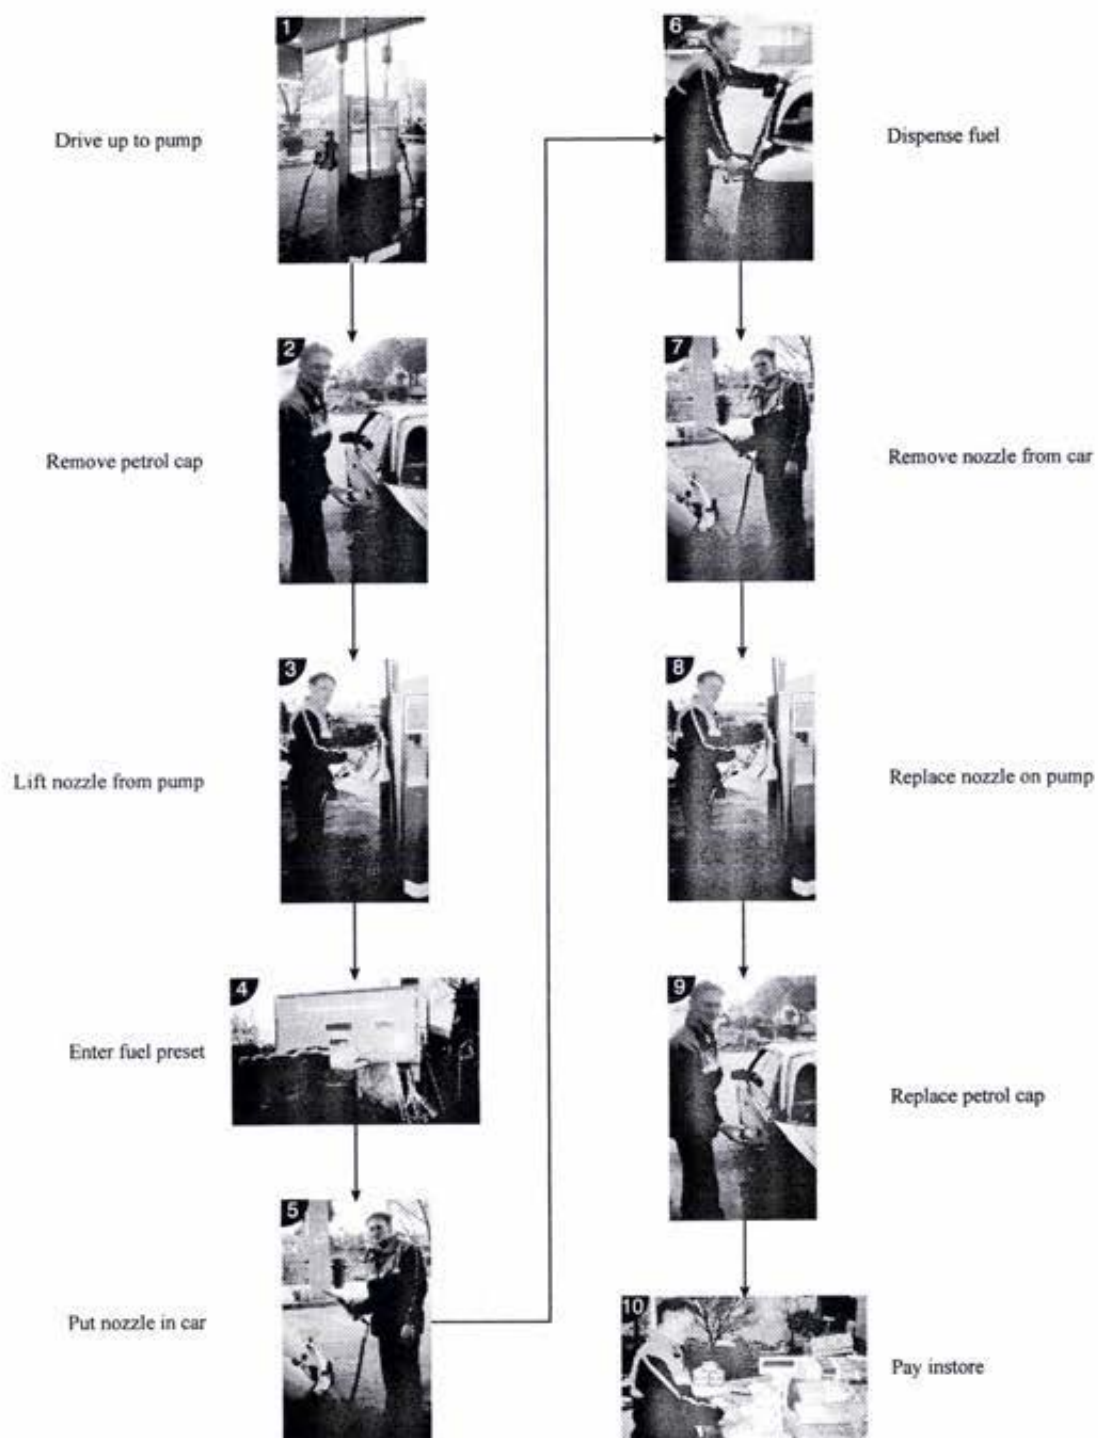 1
Drive up to pump
2
Remove petrol cap
3
Lift nozzle from pump
4
Enter fuel preset
5
Put nozzle in car
6
Dispense fuel
7
Remove nozzle from car
8
Replace nozzle on pump
9
Replace petrol cap
10
Pay instore